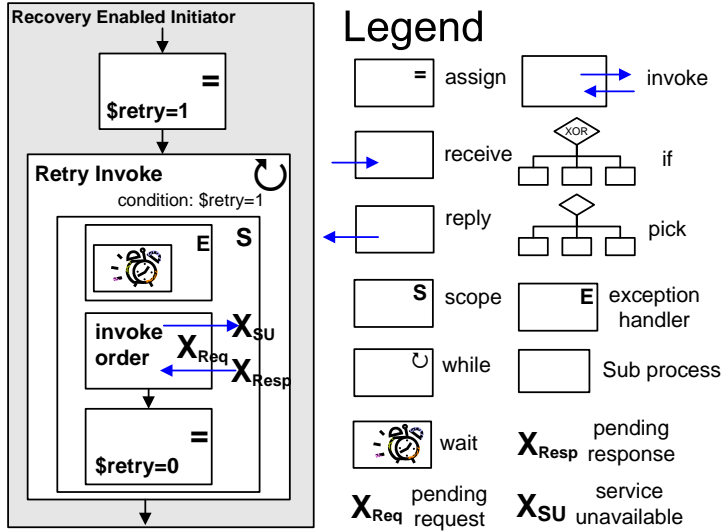 Recovery Enabled Initiator
=
$retry=1
Retry Invoke
condition: $retry=1
E
S
invoke
order
XReq
XSU
XResp
=
$retry=0
Legend
= assign
invoke
receive
XOR
if
reply
pick
S scope
E exception
handler
while
Sub process
wait
XResp pending
response
XReq pending
request
XSU service
unavailable